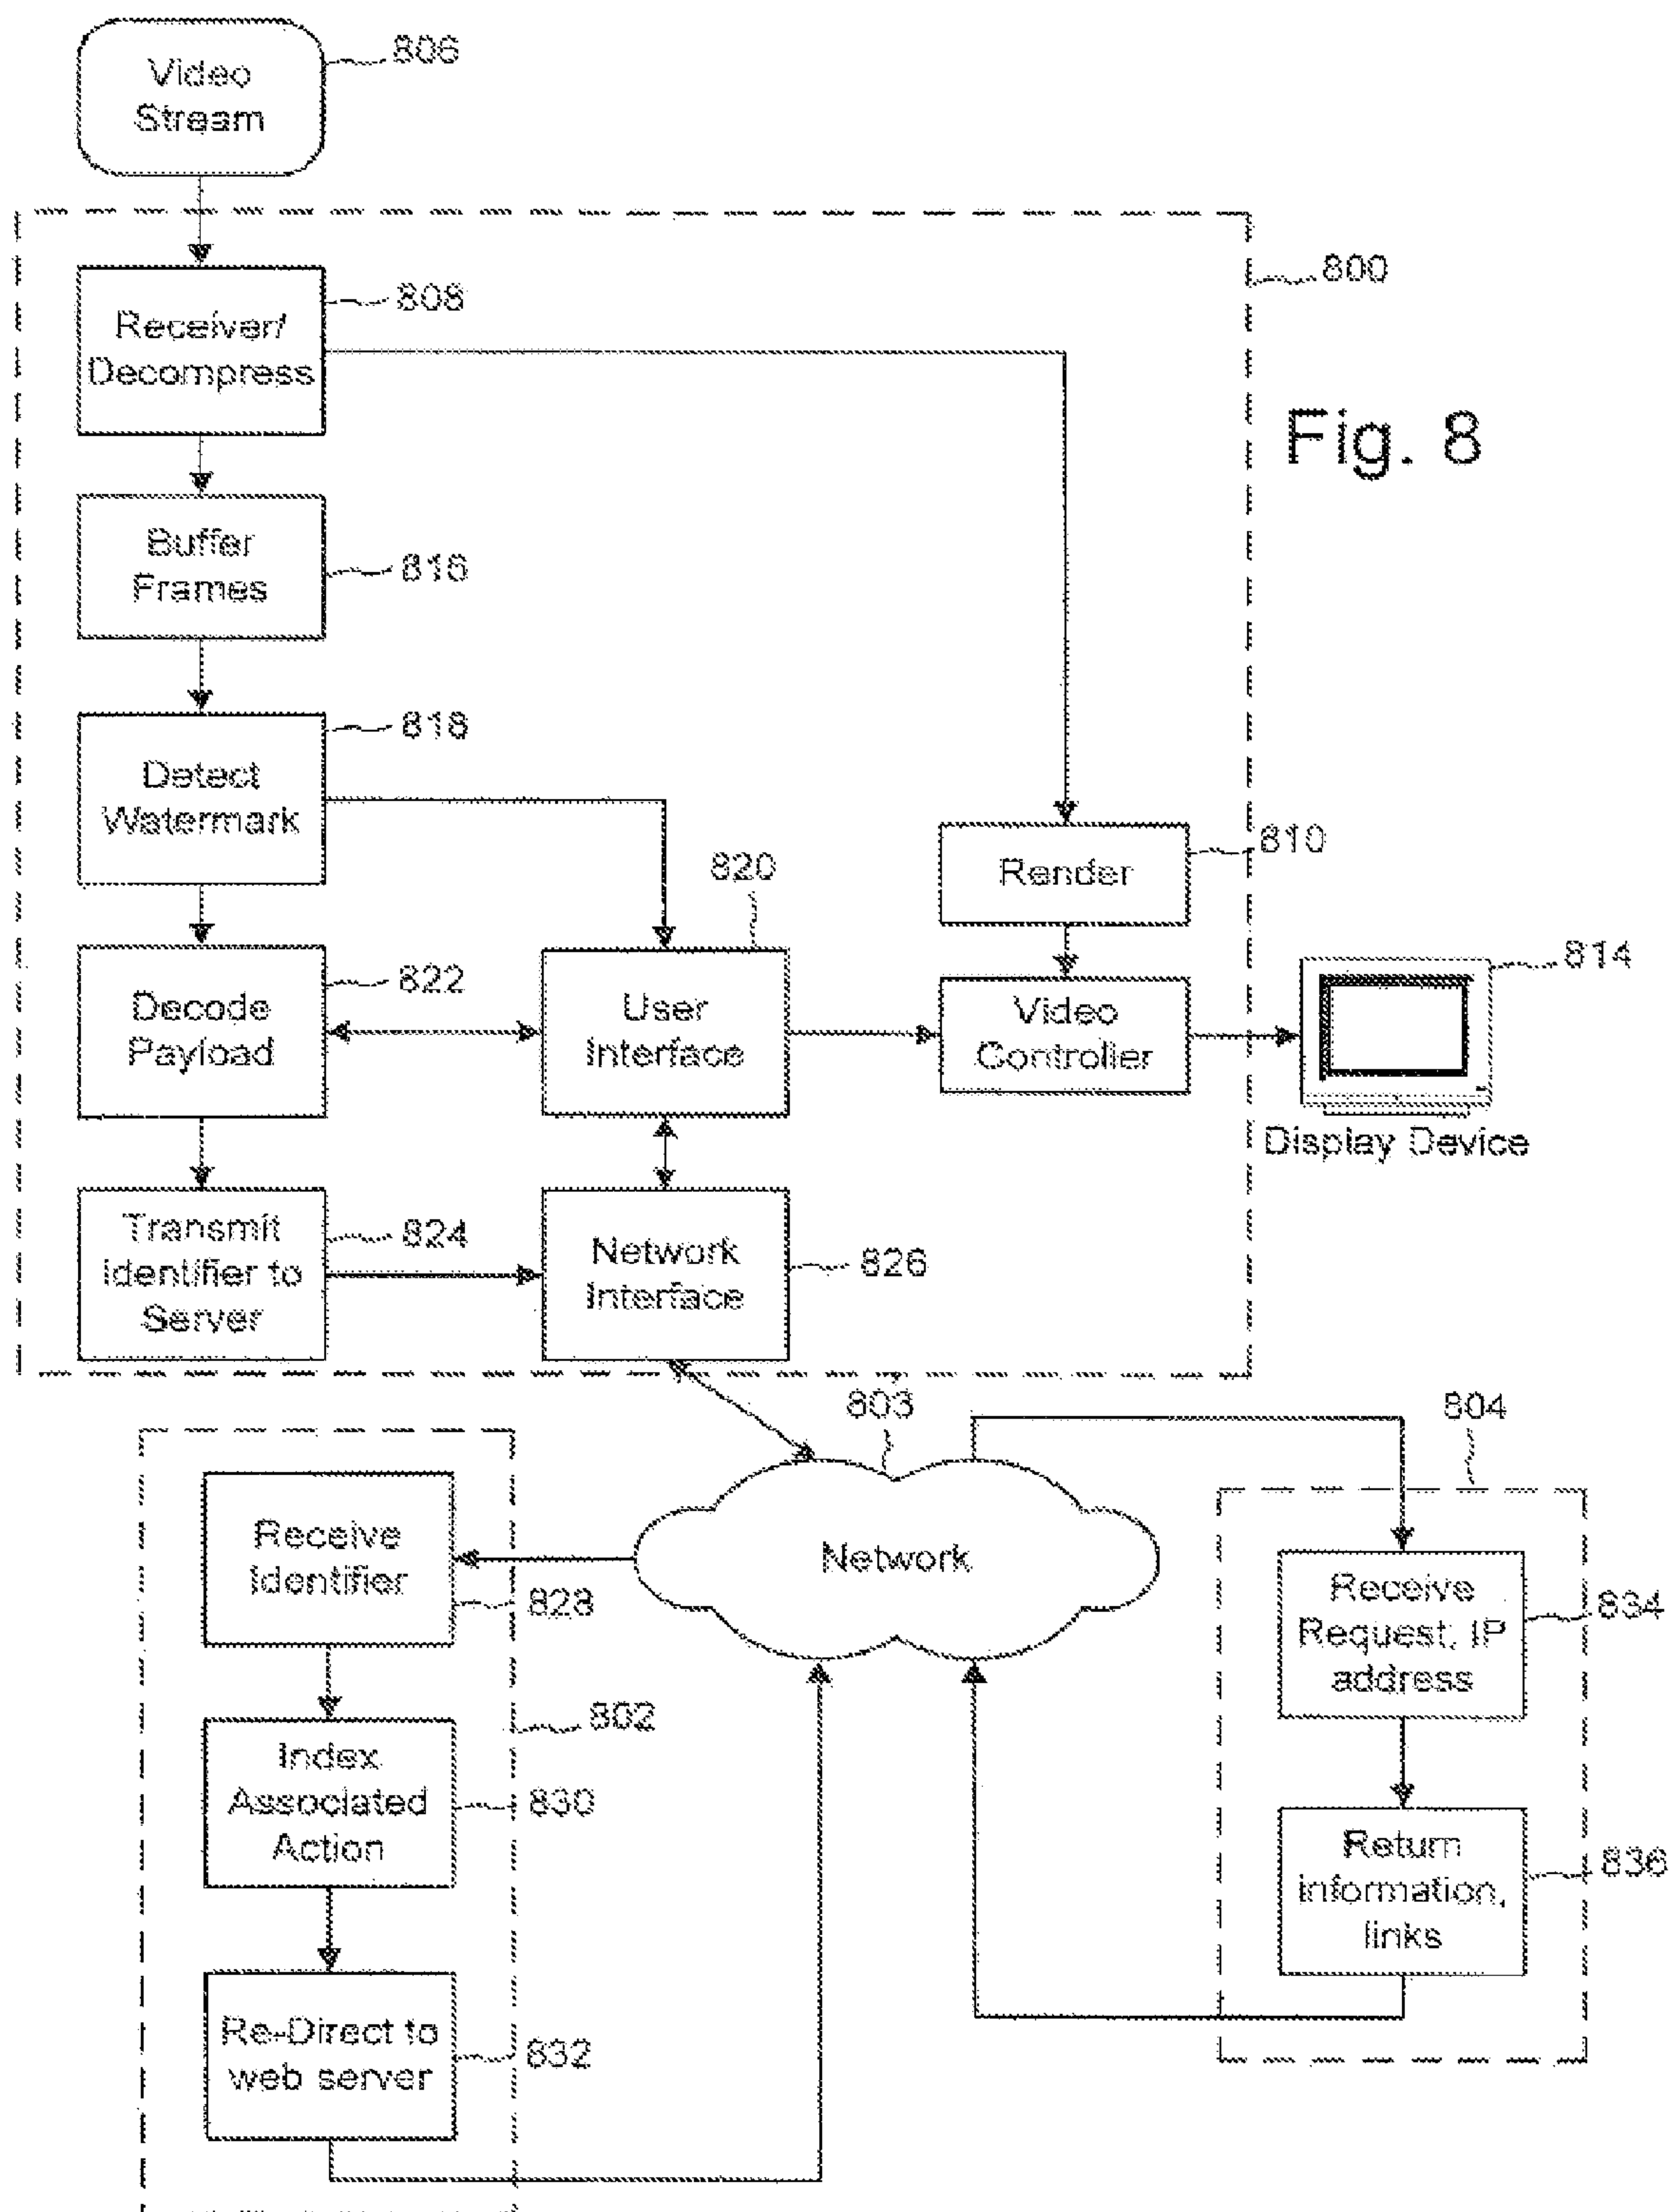 Video
Stream
806
800
Receiver/
Decompress
808
Fig. 8
Buffer
Frames
816
Detect
Watermark
818
820
Render
810
Decode
Payload
822
User
Interface
Video
Controller
814
Display Device
Transmit
identifier to
Server
824
Network
Interface
826
803
804
Receive
Identifier
828
Network
Receive
Request, IP
address
834
802
Index
Associated
Action
830
Return
information,
links
836
Re-Direct to
web server
832